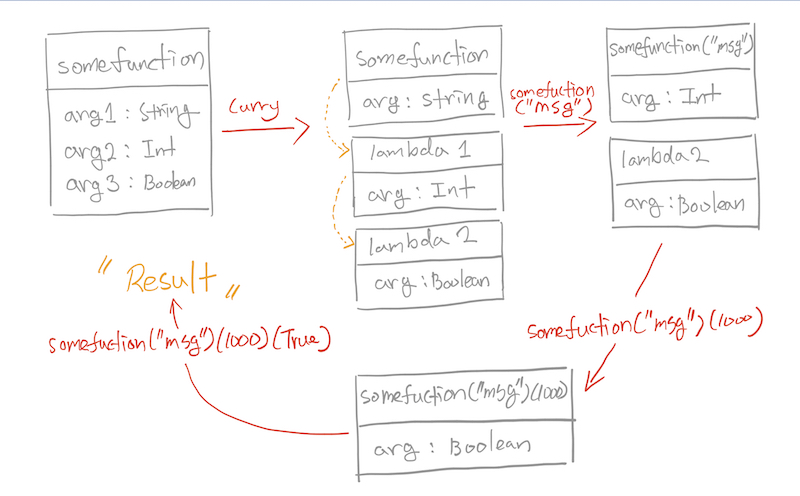 somefunction
arg1 : String
arg2 : Int
arg3 : Boolean
Curry
somefunction
arg : String
lambda 1
arg : Int
lambda 2
arg : Boolean
somefuction
("msg")
somefunction("msg")
arg : Int
lambda 2
arg : Boolean
somefuction("msg")(1000)
somefuction("msg")(1000)
arg : Boolean
somefuction("msg")(1000)(True)
" Result "